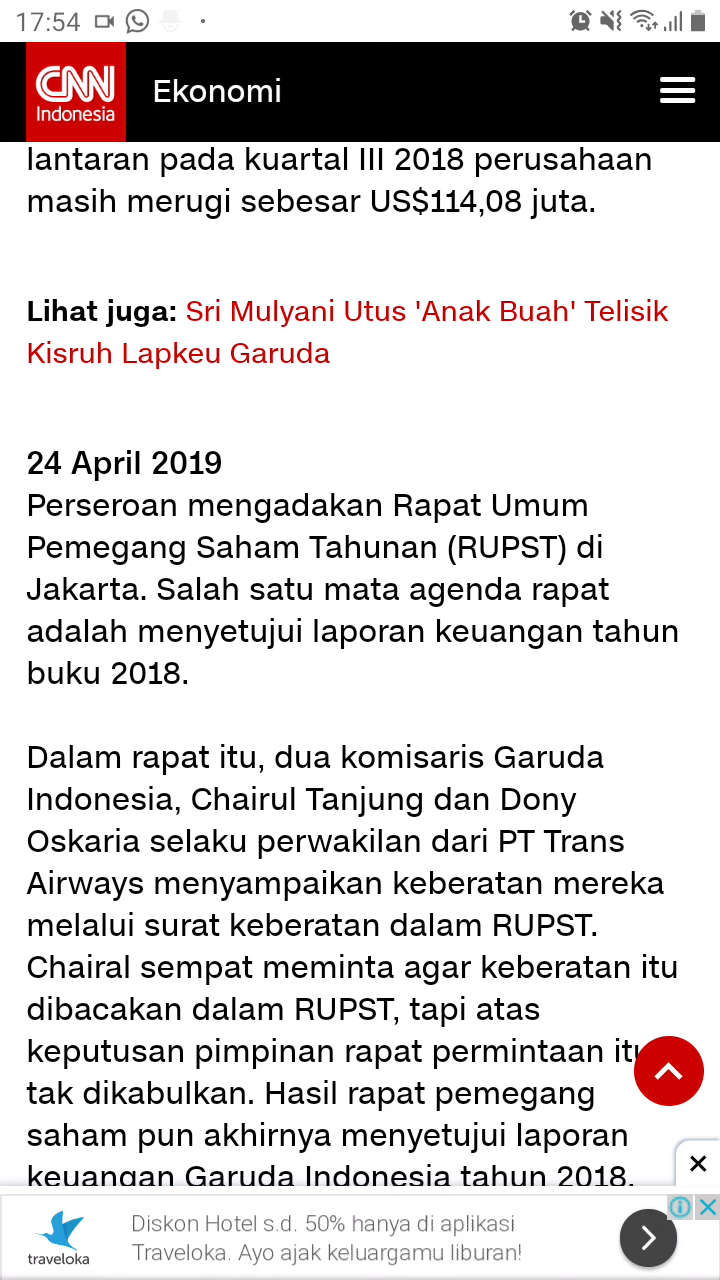 17:54
CNN
Indonesia
Ekonomi
lantaran pada kuartal III 2018 perusahaan
masih merugi sebesar US$114,08 juta.
Lihat juga: Sri Mulyani Utus 'Anak Buah' Telisik
Kisruh Lapkeu Garuda
24 April 2019
Perseroan mengadakan Rapat Umum
Pemegang Saham Tahunan (RUPST) di
Jakarta. Salah satu mata agenda rapat
adalah menyetujui laporan keuangan tahun
buku 2018.
Dalam rapat itu, dua komisaris Garuda
Indonesia, Chairul Tanjung dan Dony
Oskaria selaku perwakilan dari PT Trans
Airways menyampaikan keberatan mereka
melalui surat keberatan dalam RUPST.
Chairal sempat meminta agar keberatan itu
dibacakan dalam RUPST, tapi atas
keputusan pimpinan rapat permintaan itu
tak dikabulkan. Hasil rapat pemegang
saham pun akhirnya menyetujui laporan
keuangan Garuda Indonesia tahun 2018.
traveloka
Diskon Hotel s.d. 50% hanya di aplikasi
Traveloka. Ayo ajak keluargamu liburan!